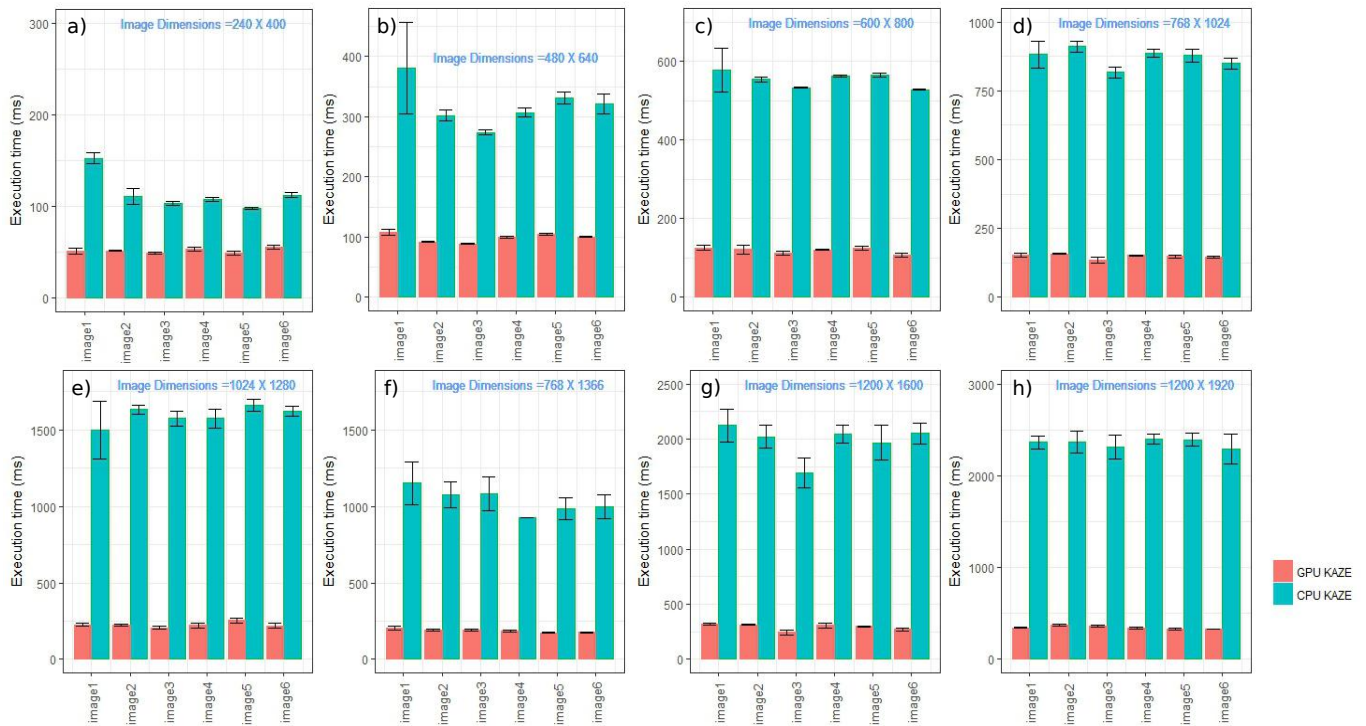 a)
Image Dimensions =240 X 400
Execution time (ms)
300
200
100
0
image1
image2
image3
image4
image5
image6
b)
Image Dimensions =480 X 640
Execution time (ms)
400
300
200
100
0
image1
image2
image3
image4
image5
image6
c)
Image Dimensions =600 X 800
Execution time (ms)
600
400
200
0
image1
image2
image3
image4
image5
image6
d)
Image Dimensions =768 X 1024
Execution time (ms)
1000
750
500
250
0
image1
image2
image3
image4
image5
image6
e)
Image Dimensions =1024 X 1280
Execution time (ms)
1500
1000
500
0
image1
image2
image3
image4
image5
image6
f)
Image Dimensions =768 X 1366
Execution time (ms)
1500
1000
500
0
image1
image2
image3
image4
image5
image6
g)
Image Dimensions =1200 X 1600
Execution time (ms)
2500
2000
1500
1000
500
0
image1
image2
image3
image4
image5
image6
h)
Image Dimensions =1200 X 1920
Execution time (ms)
3000
2000
1000
0
image1
image2
image3
image4
image5
image6
GPU KAZE
CPU KAZE